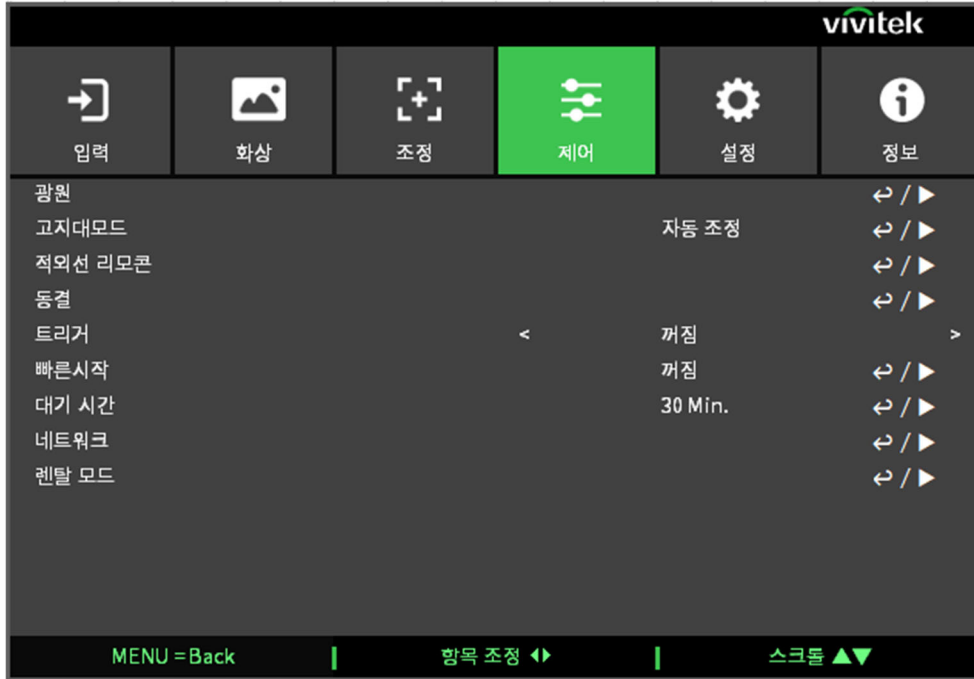 vivitek
입력 화상 조정 제어 설정 정보
광원 ↩ / ▶
고지대모드 자동 조정 ↩ / ▶
적외선 리모콘 ↩ / ▶
동결 ↩ / ▶
트리거 < 꺼짐 >
빠른시작 꺼짐 ↩ / ▶
대기 시간 30 Min. ↩ / ▶
네트워크 ↩ / ▶
렌탈 모드 ↩ / ▶
MENU = Back | 항목 조정 ◀▶ | 스크롤 ▲▼